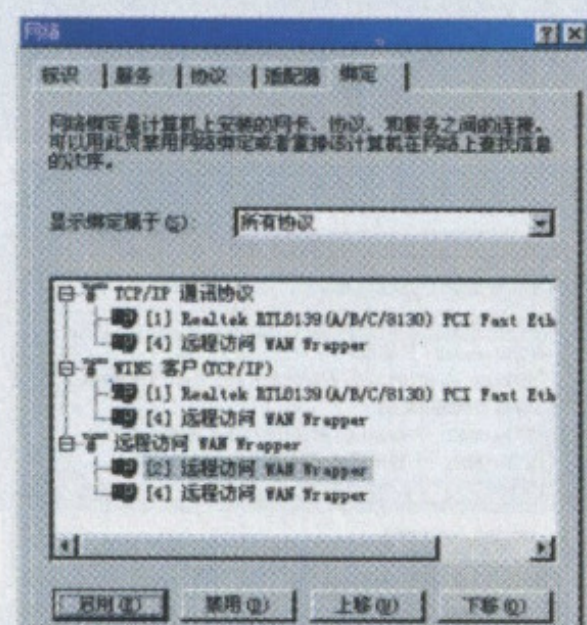 网络
标识 服务 协议 适配器 绑定
网络绑定是计算机上安装的网卡、协议、和服务之间的连接。
可以用此页禁用网络绑定或者重排该计算机在网络上查找信息
的次序。
显示绑定属于(S): 所有协议
TCP/IP 通讯协议
[1] Realtek RTL8139(A/B/C/8130) PCI Fast Eth
[4] 远程访问 WAN Wrapper
WINS 客户(TCP/IP)
[1] Realtek RTL8139(A/B/C/8130) PCI Fast Eth
[4] 远程访问 WAN Wrapper
远程访问 WAN Wrapper
[2] 远程访问 WAN Wrapper
[4] 远程访问 WAN Wrapper
启用(E) 禁用(D) 上移(U) 下移(O)